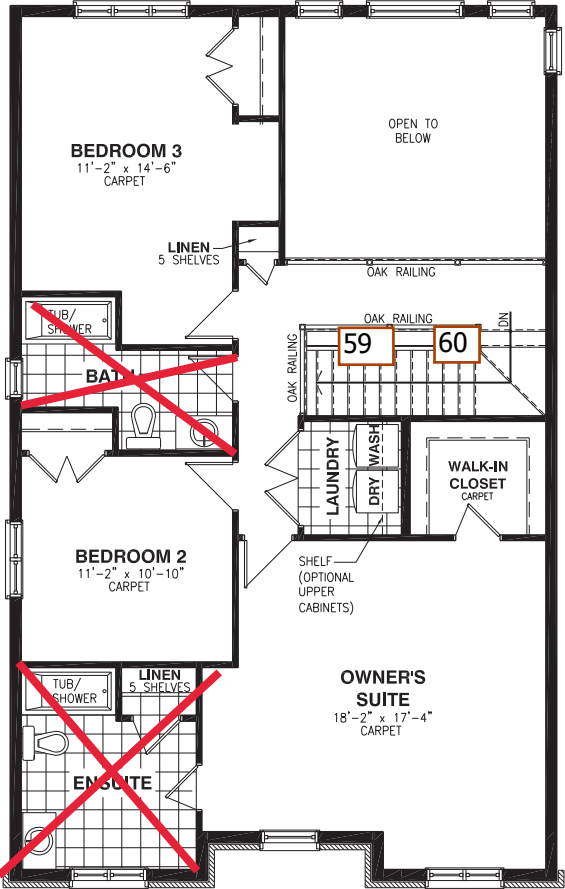 BEDROOM 3
11'-2" x 14'-6"
CARPET
OPEN TO
BELOW
LINEN
5 SHELVES
OAK RAILING
TUB/
SHOWER
OAK RAILING
DN
OAK RAILING
59
60
BATH
LAUNDRY
WASH
DRY
WALK-IN
CLOSET
CARPET
BEDROOM 2
11'-2" x 10'-10"
CARPET
SHELF
(OPTIONAL
UPPER
CABINETS)
TUB/
SHOWER
LINEN
5 SHELVES
OWNER'S
SUITE
18'-2" x 17'-4"
CARPET
ENSUITE